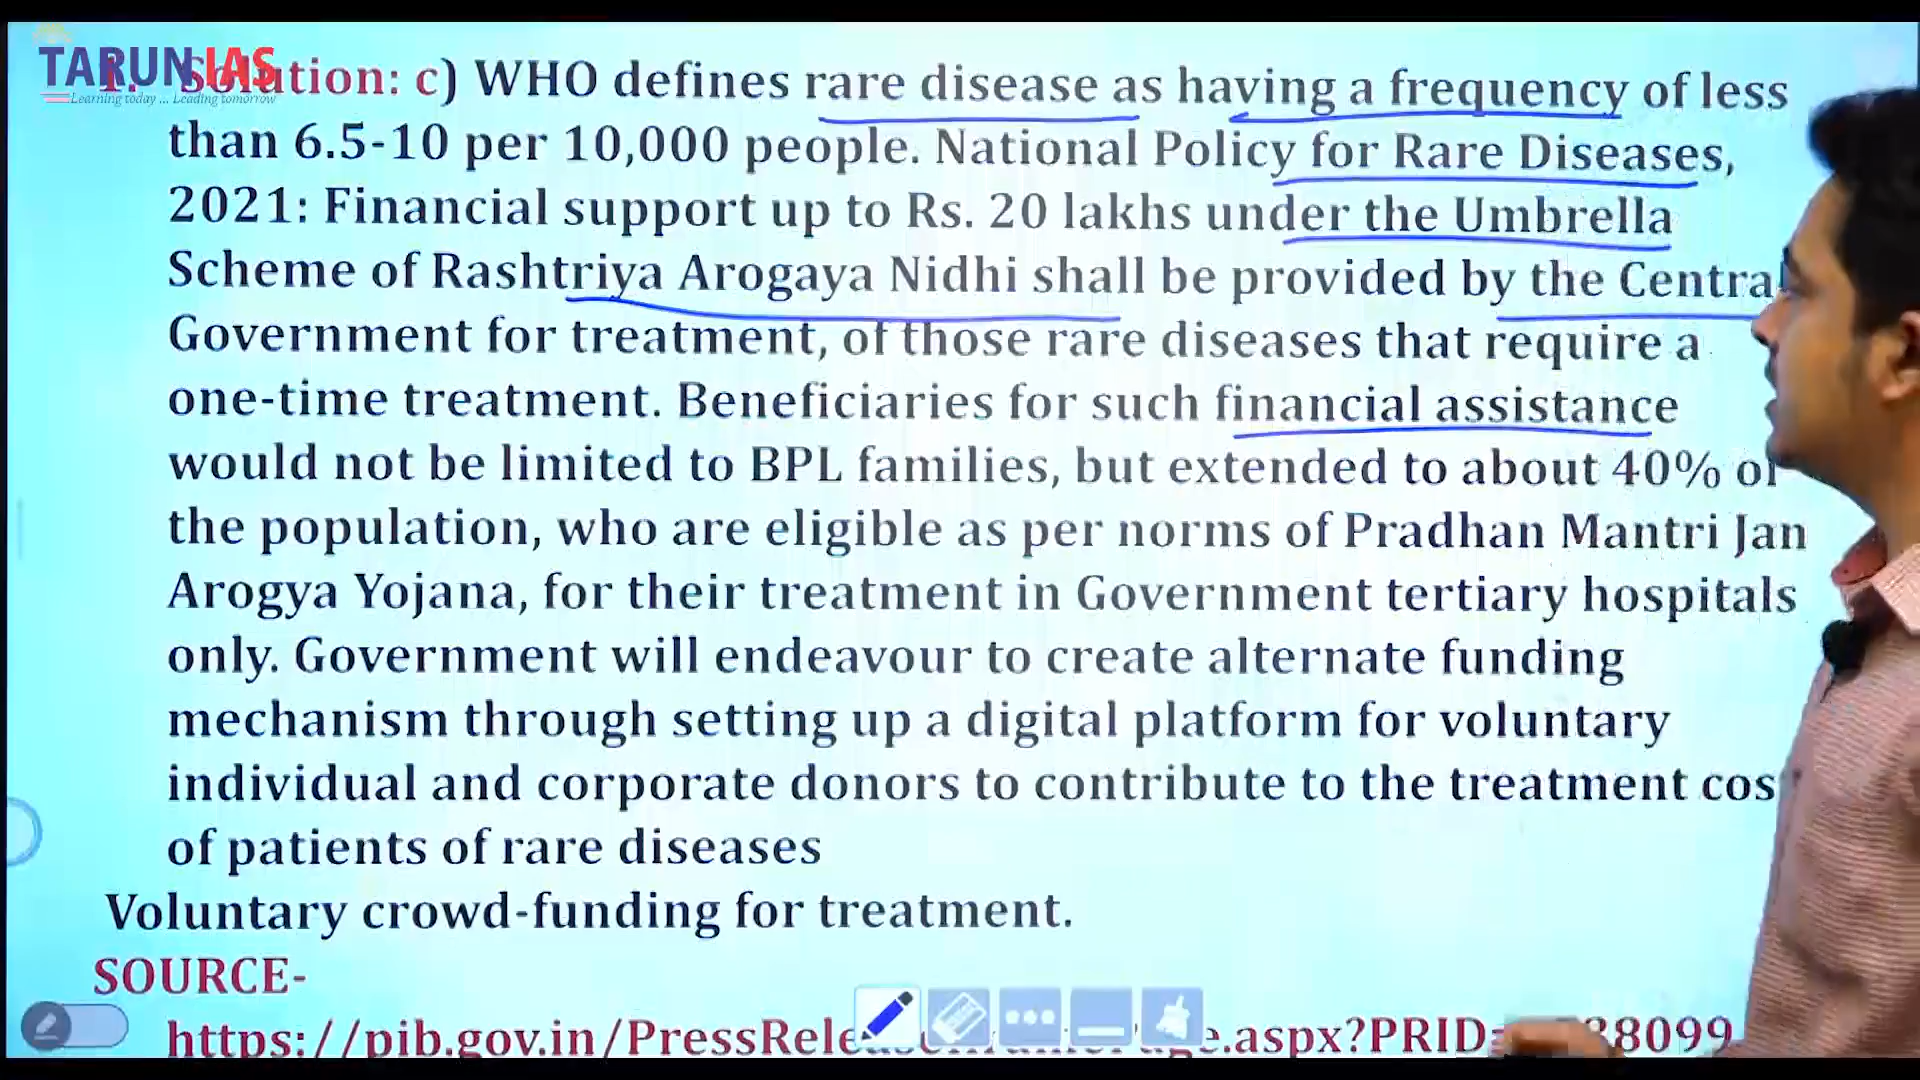 TARUN IAS
Learning today ... Leading tomorrow
1. Solution: c) WHO defines rare disease as having a frequency of less
than 6.5-10 per 10,000 people. National Policy for Rare Diseases,
2021: Financial support up to Rs. 20 lakhs under the Umbrella
Scheme of Rashtriya Arogaya Nidhi shall be provided by the Central
Government for treatment, of those rare diseases that require a
one-time treatment. Beneficiaries for such financial assistance
would not be limited to BPL families, but extended to about 40% of
the population, who are eligible as per norms of Pradhan Mantri Jan
Arogya Yojana, for their treatment in Government tertiary hospitals
only. Government will endeavour to create alternate funding
mechanism through setting up a digital platform for voluntary
individual and corporate donors to contribute to the treatment cos
of patients of rare diseases
Voluntary crowd-funding for treatment.
SOURCE-
https://pib.gov.in/PressRele